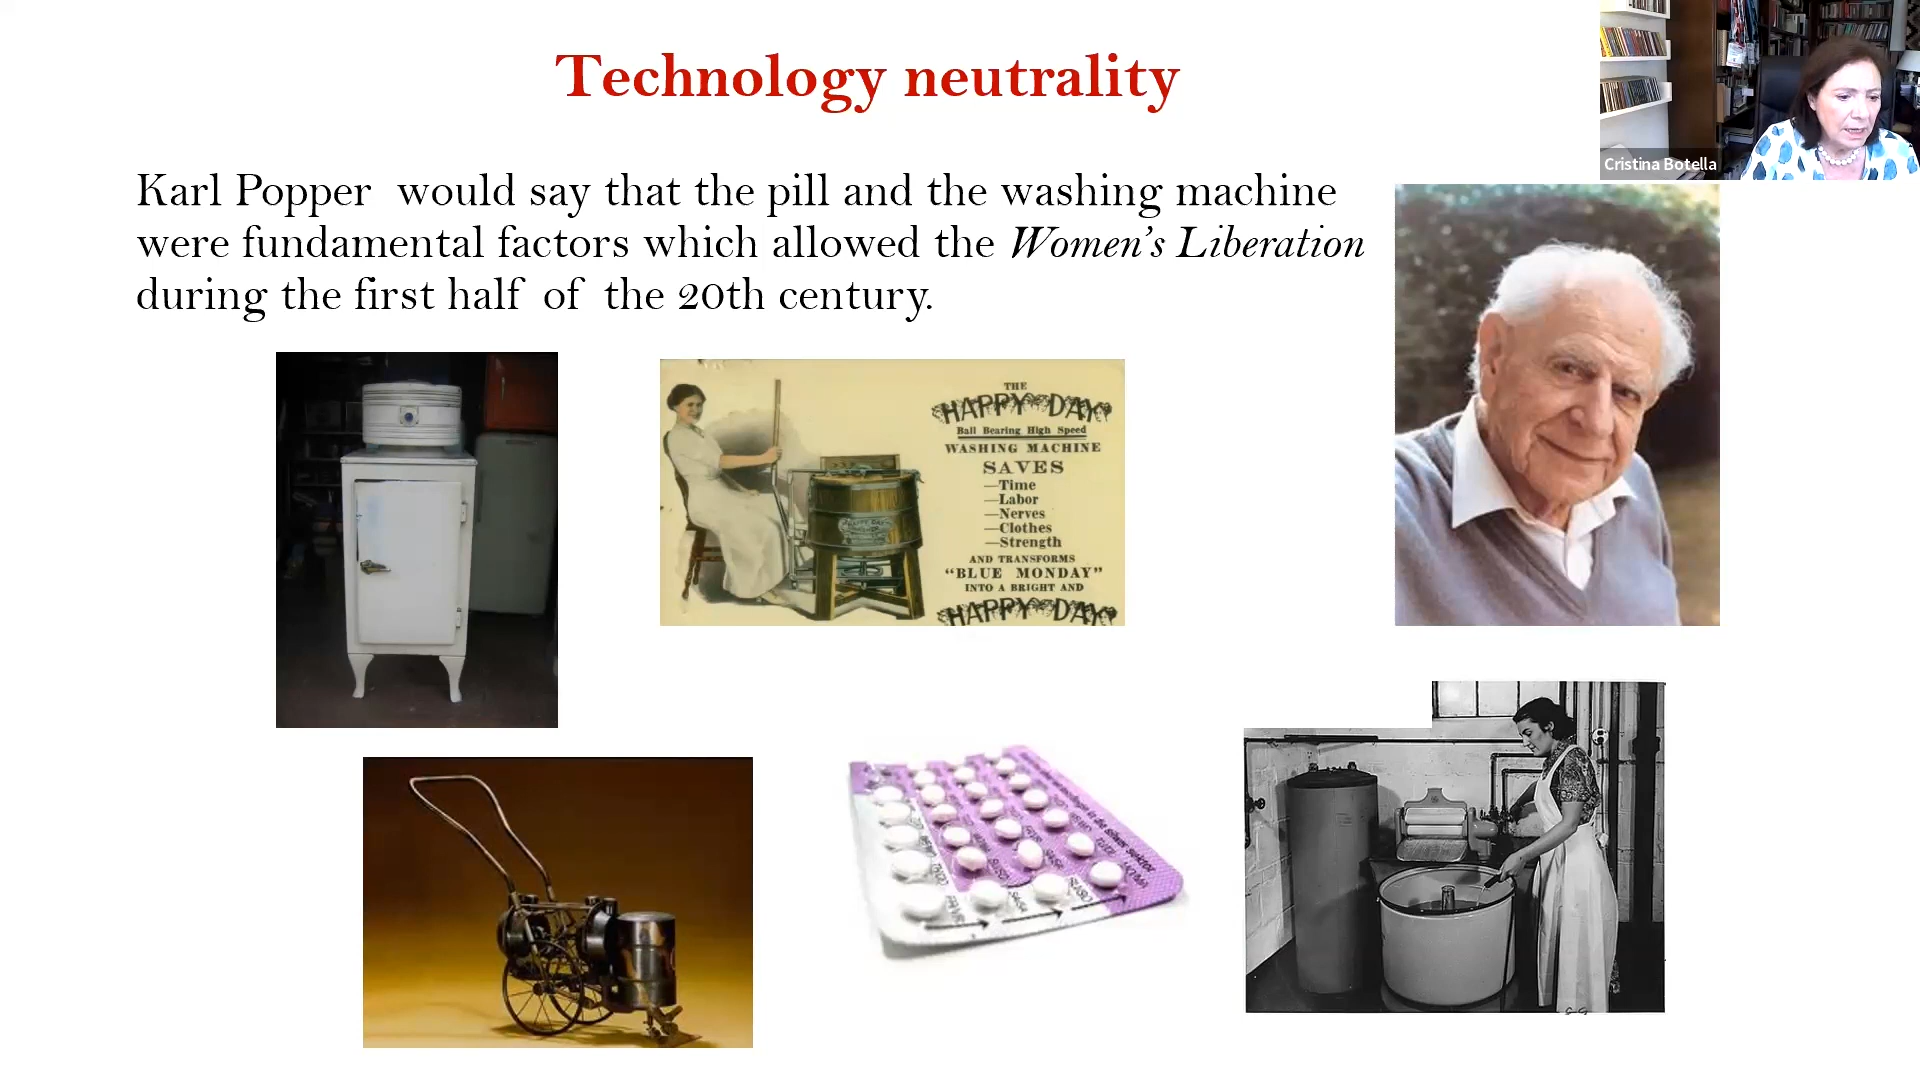 Technology neutrality
Cristina Botella
Karl Popper would say that the pill and the washing machine
were fundamental factors which allowed the Women's Liberation
during the first half of the 20th century.
THE
HAPPY DAY
Ball Bearing High Speed
WASHING MACHINE
SAVES
—Time
—Labor
—Nerves
—Clothes
—Strength
AND TRANSFORMS
"BLUE MONDAY"
INTO A BRIGHT AND
HAPPY DAY